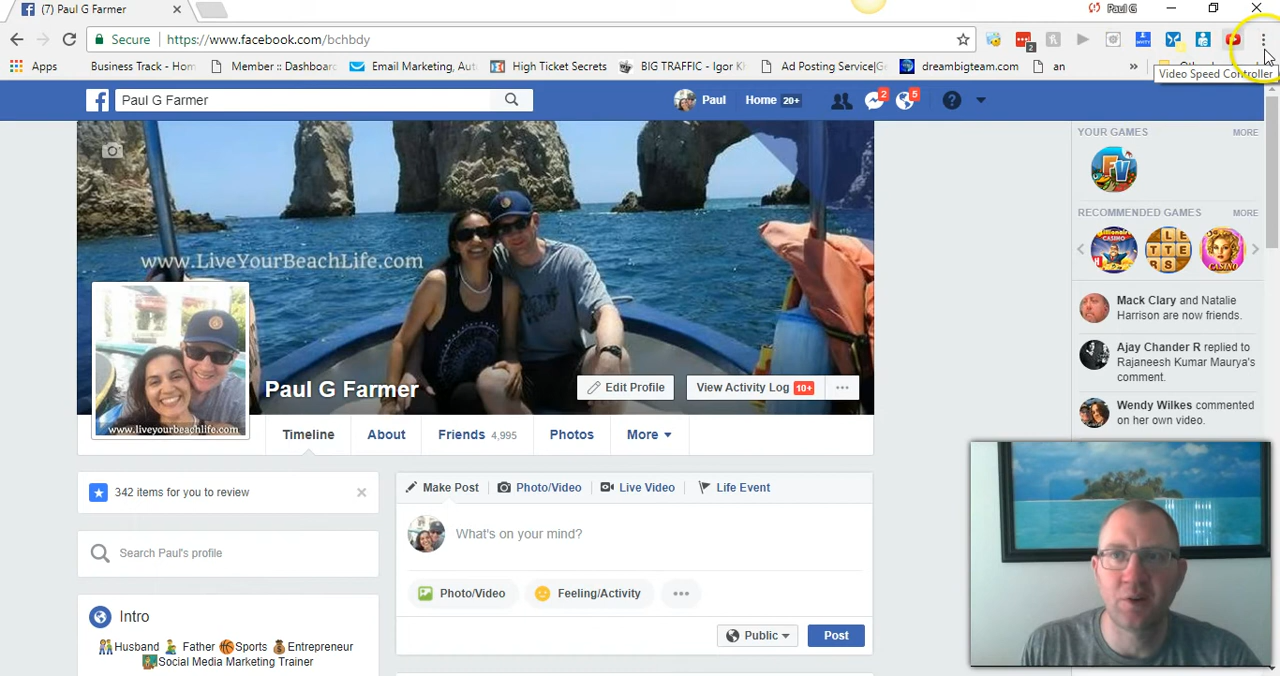 (7) Paul G Farmer
Paul G
Secure
https://www.facebook.com/bchbdy
2
Apps
Business Track - Hom
Member :: Dashboar
Email Marketing, Aut
High Ticket Secrets
BIG TRAFFIC - Igor K
Ad Posting Service|G
dreambigteam.com
an
»
Video Speed Controller
Paul G Farmer
Paul
Home 20+
2
5
YOUR GAMES
MORE
RECOMMENDED GAMES
MORE
www.LiveYourBeachLife.com
Mack Clary and Natalie
Harrison are now friends.
Ajay Chander R replied to
Rajaneesh Kumar Maurya's
comment.
Wendy Wilkes commented
on her own video.
www.liveyourbeachlife.com
Paul G Farmer
Edit Profile
View Activity Log 10+
Timeline
About
Friends 4,995
Photos
More
342 items for you to review
Make Post
Photo/Video
Live Video
Life Event
What's on your mind?
Search Paul's profile
Photo/Video
Feeling/Activity
Intro
Husband Father Sports Entrepreneur
Social Media Marketing Trainer
Public
Post